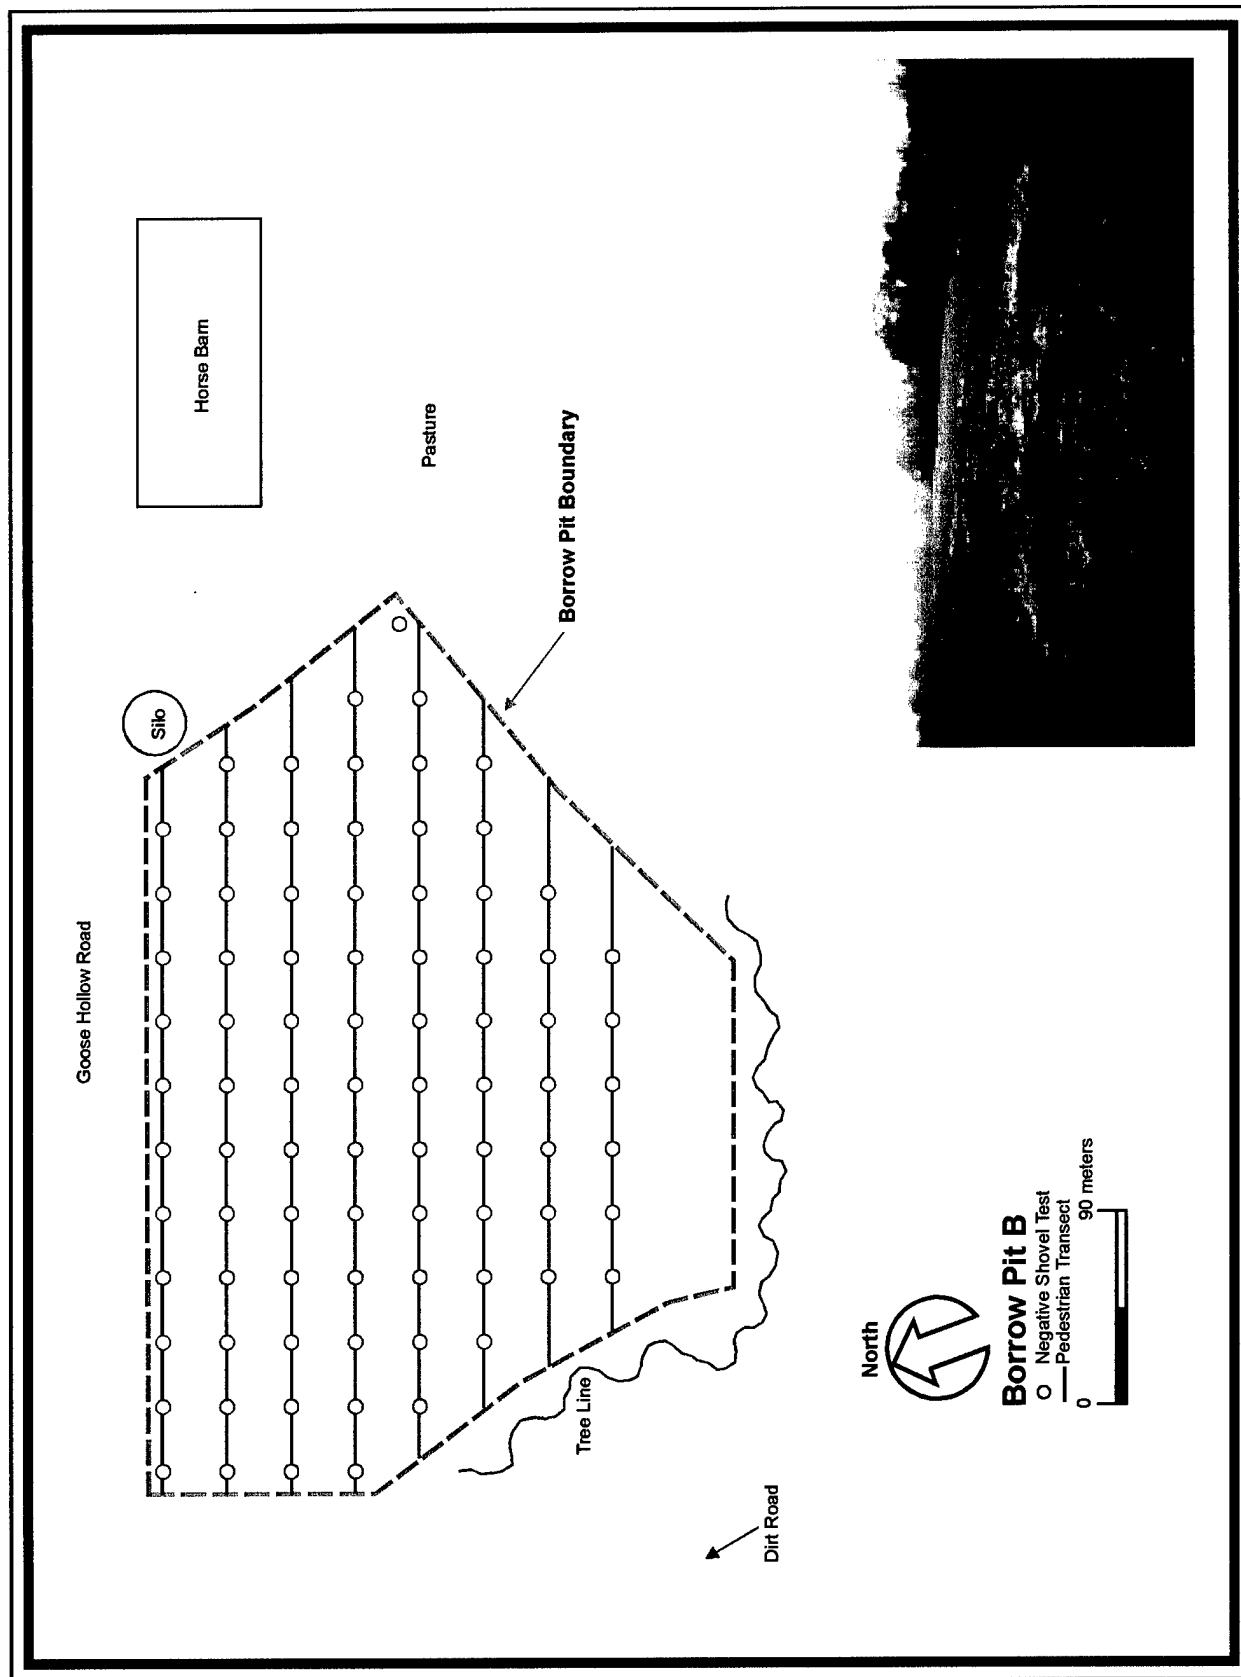 Goose Hollow Road
Silo
Horse Barn
Pasture
Borrow Pit Boundary
Tree Line
Dirt Road
North
Borrow Pit B
Negative Shovel Test
Pedestrian Transect
0 90 meters